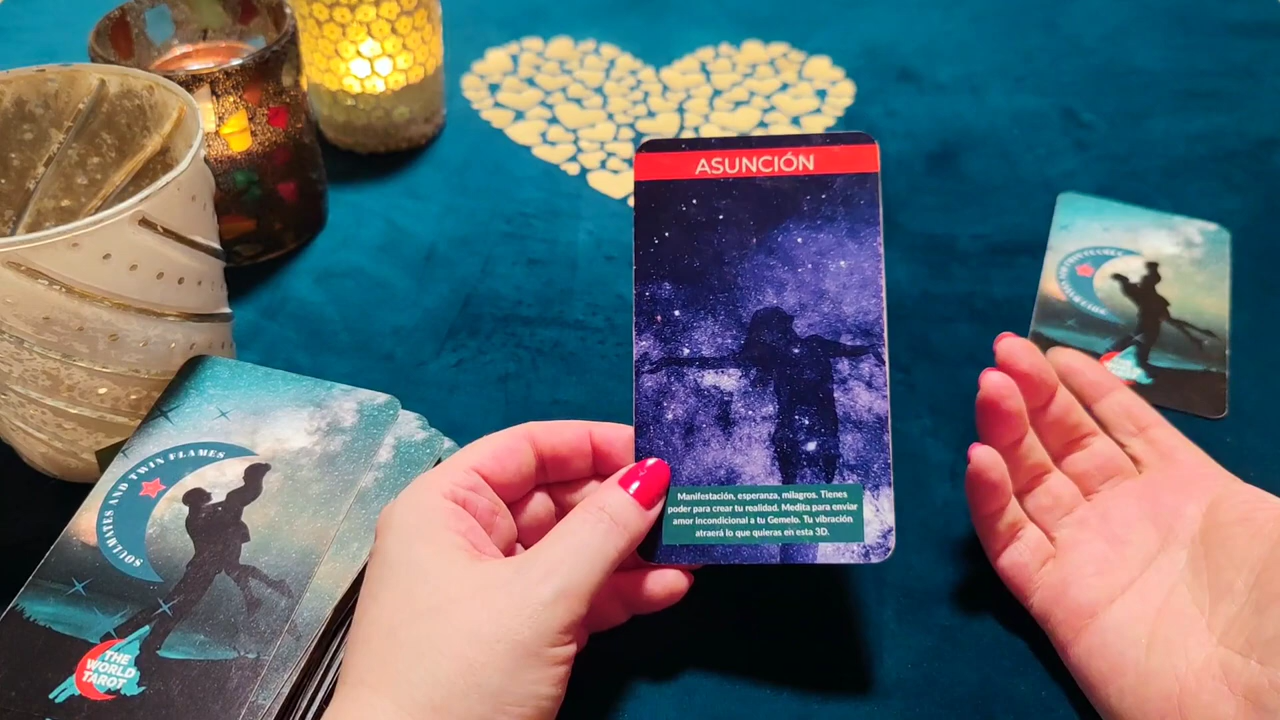 ASUNCIÓN
Manifestación, esperanza, milagros. Tienes
poder para crear tu realidad. Medita para enviar
amor incondicional a tu Gemelo. Tu vibración
atraerá lo que quieras en esta 3D.
SOULMATES AND TWIN FLAMES
THE
WORLD
TAROT